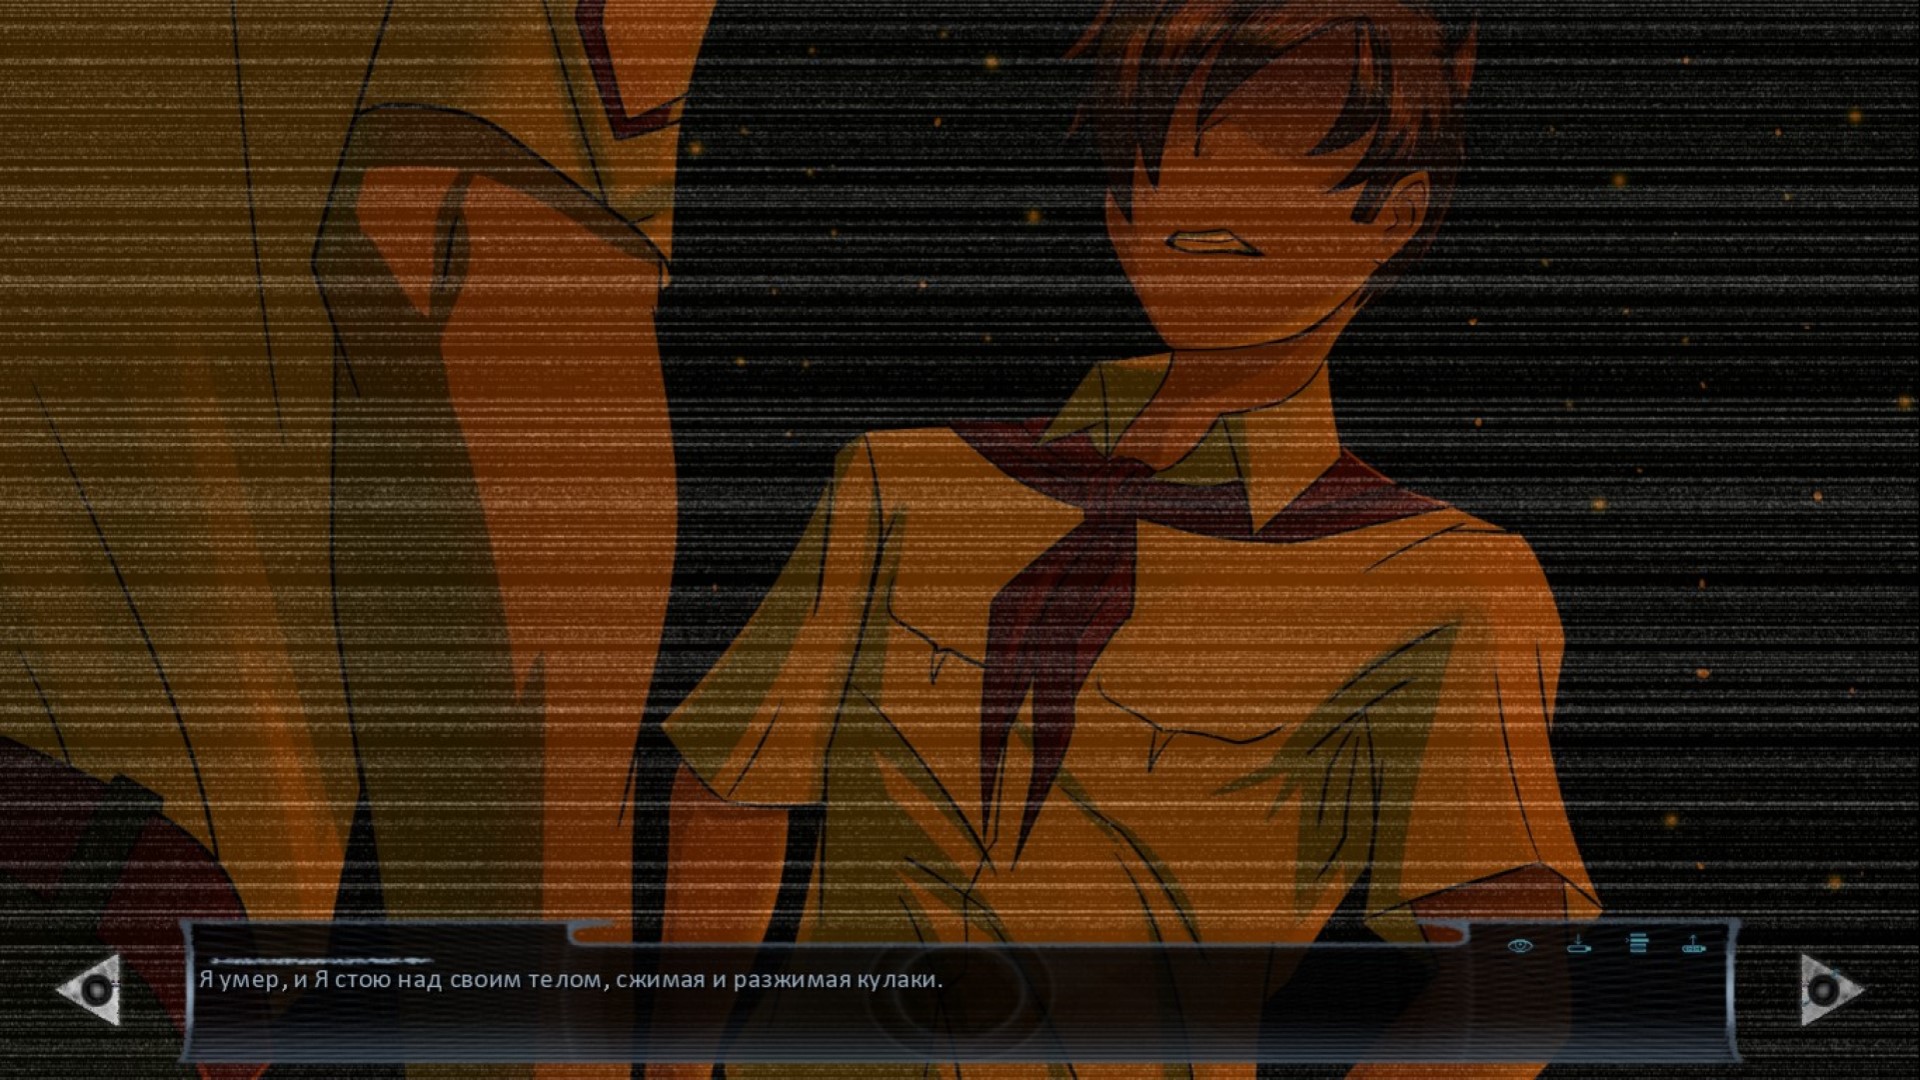 Я умер, и Я стою над своим телом, сжимая и разжимая кулаки.